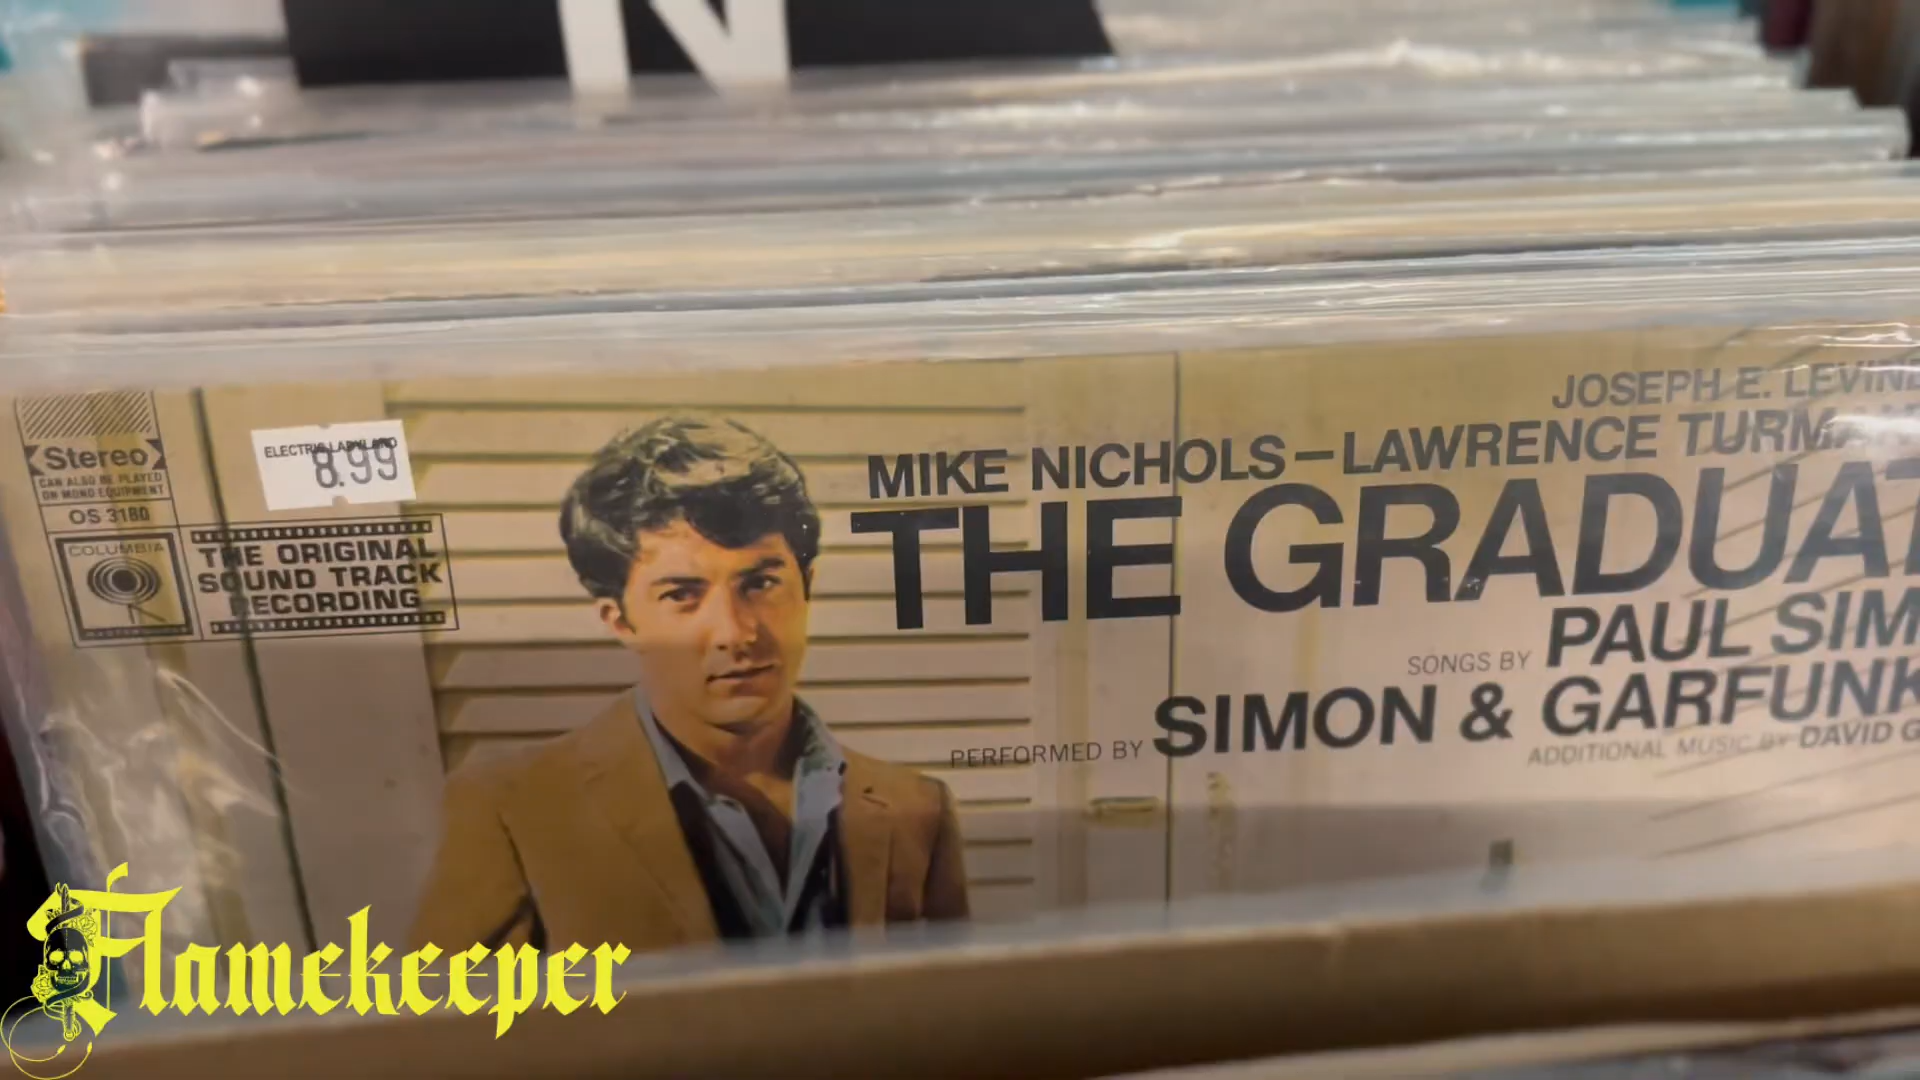 N
JOSEPH E. LEVINE
MIKE NICHOLS–LAWRENCE TURMAN
THE GRADUAT
SONGS BY PAUL SIM
PERFORMED BY SIMON & GARFUNK
ADDITIONAL MUSIC BY DAVID G
Stereo
CAN ALSO BE PLAYED
ON MONO EQUIPMENT
OS 3180
COLUMBIA
THE ORIGINAL
SOUND TRACK
RECORDING
ELECTRIC LADYLAND
8.99
Flamekeeper